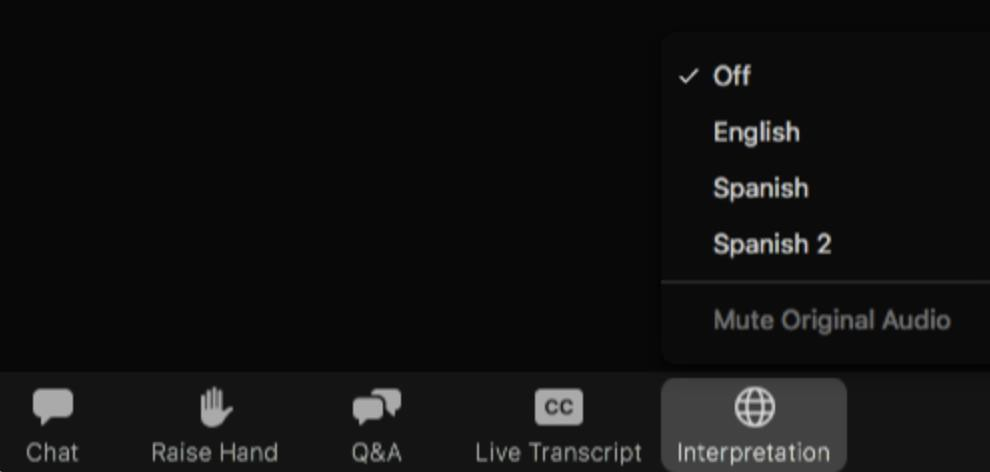 Off
English
Spanish
Spanish 2
Mute Original Audio
CC
Chat
Raise Hand
Q&A
Live Transcript
Interpretation